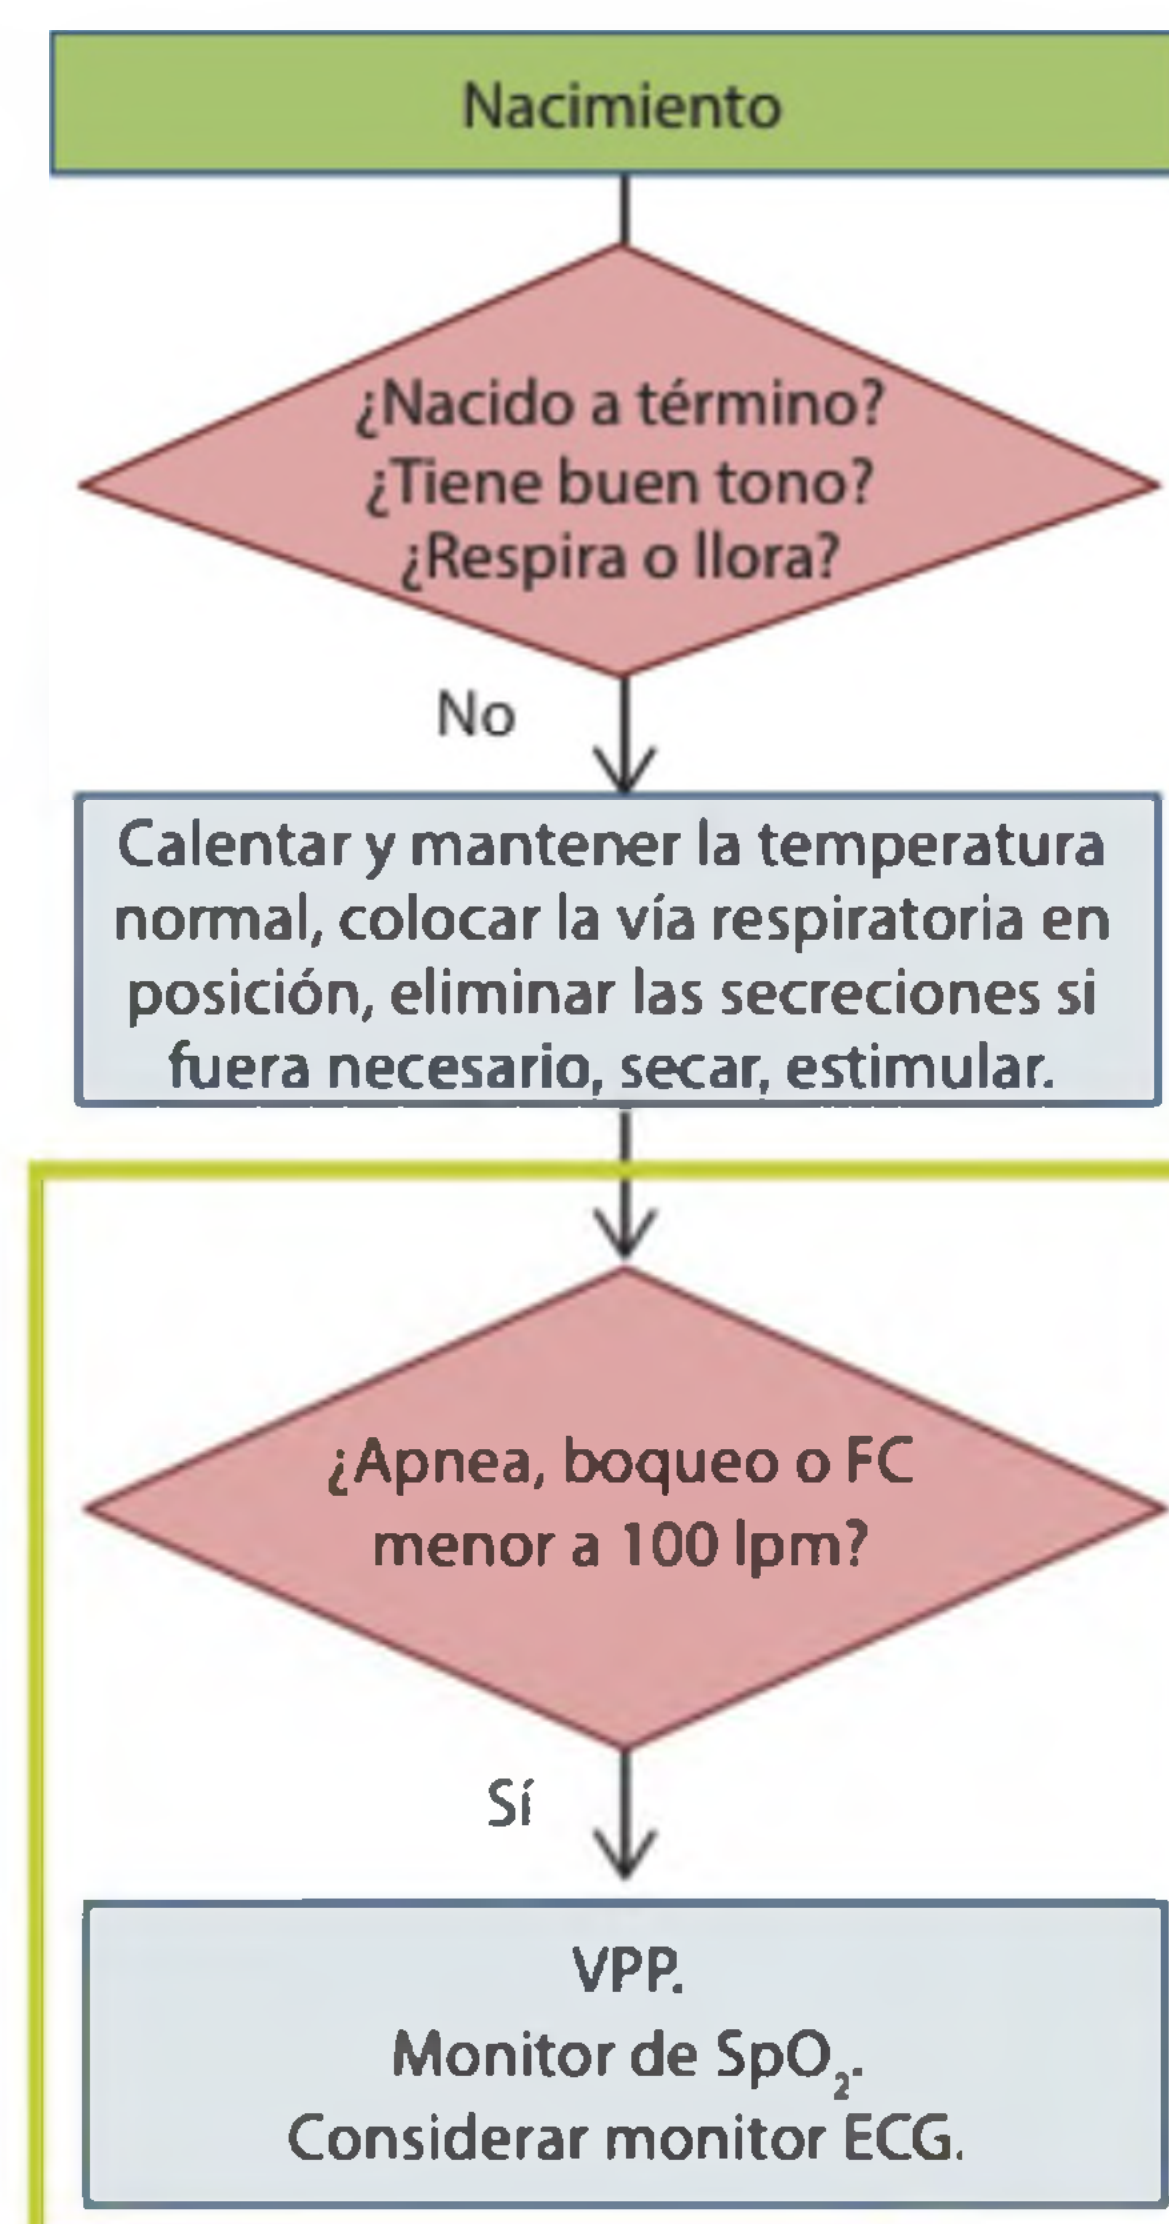 Nacimiento
¿Nacido a término?
¿Tiene buen tono?
¿Respira o llora?
No
Calentar y mantener la temperatura
normal, colocar la vía respiratoria en
posición, eliminar las secreciones si
fuera necesario, secar, estimular.
¿Apnea, boqueo o FC
menor a 100 lpm?
Sí
VPP.
Monitor de SpO₂.
Considerar monitor ECG.